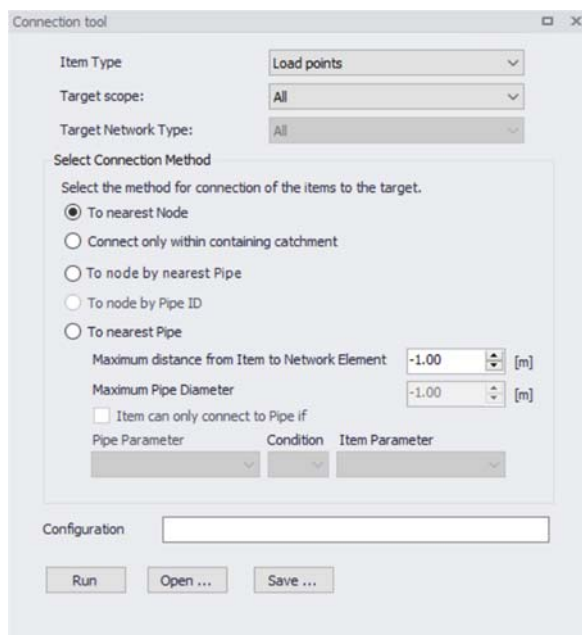 Connection tool
Item Type Load points
Target scope: All
Target Network Type: All
Select Connection Method
Select the method for connection of the items to the target.
To nearest Node
Connect only within containing catchment
To node by nearest Pipe
To node by Pipe ID
To nearest Pipe
Maximum distance from Item to Network Element -1.00 [m]
Maximum Pipe Diameter -1.00 [m]
Item can only connect to Pipe if
Pipe Parameter Condition Item Parameter
Configuration
Run Open ... Save ...